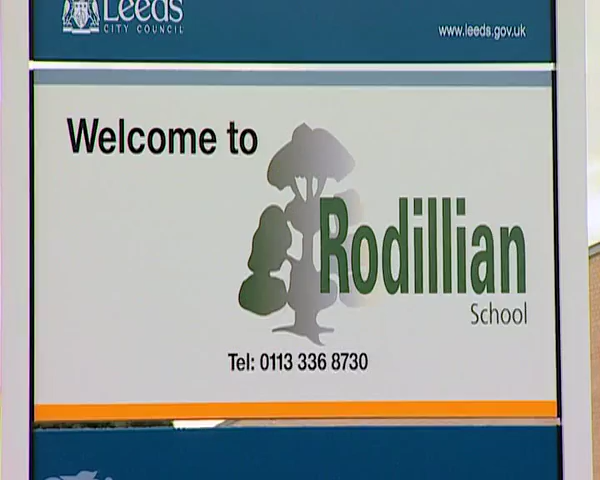 Leeds
CITY COUNCIL
www.leeds.gov.uk
Welcome to
Rodillian
School
Tel: 0113 336 8730